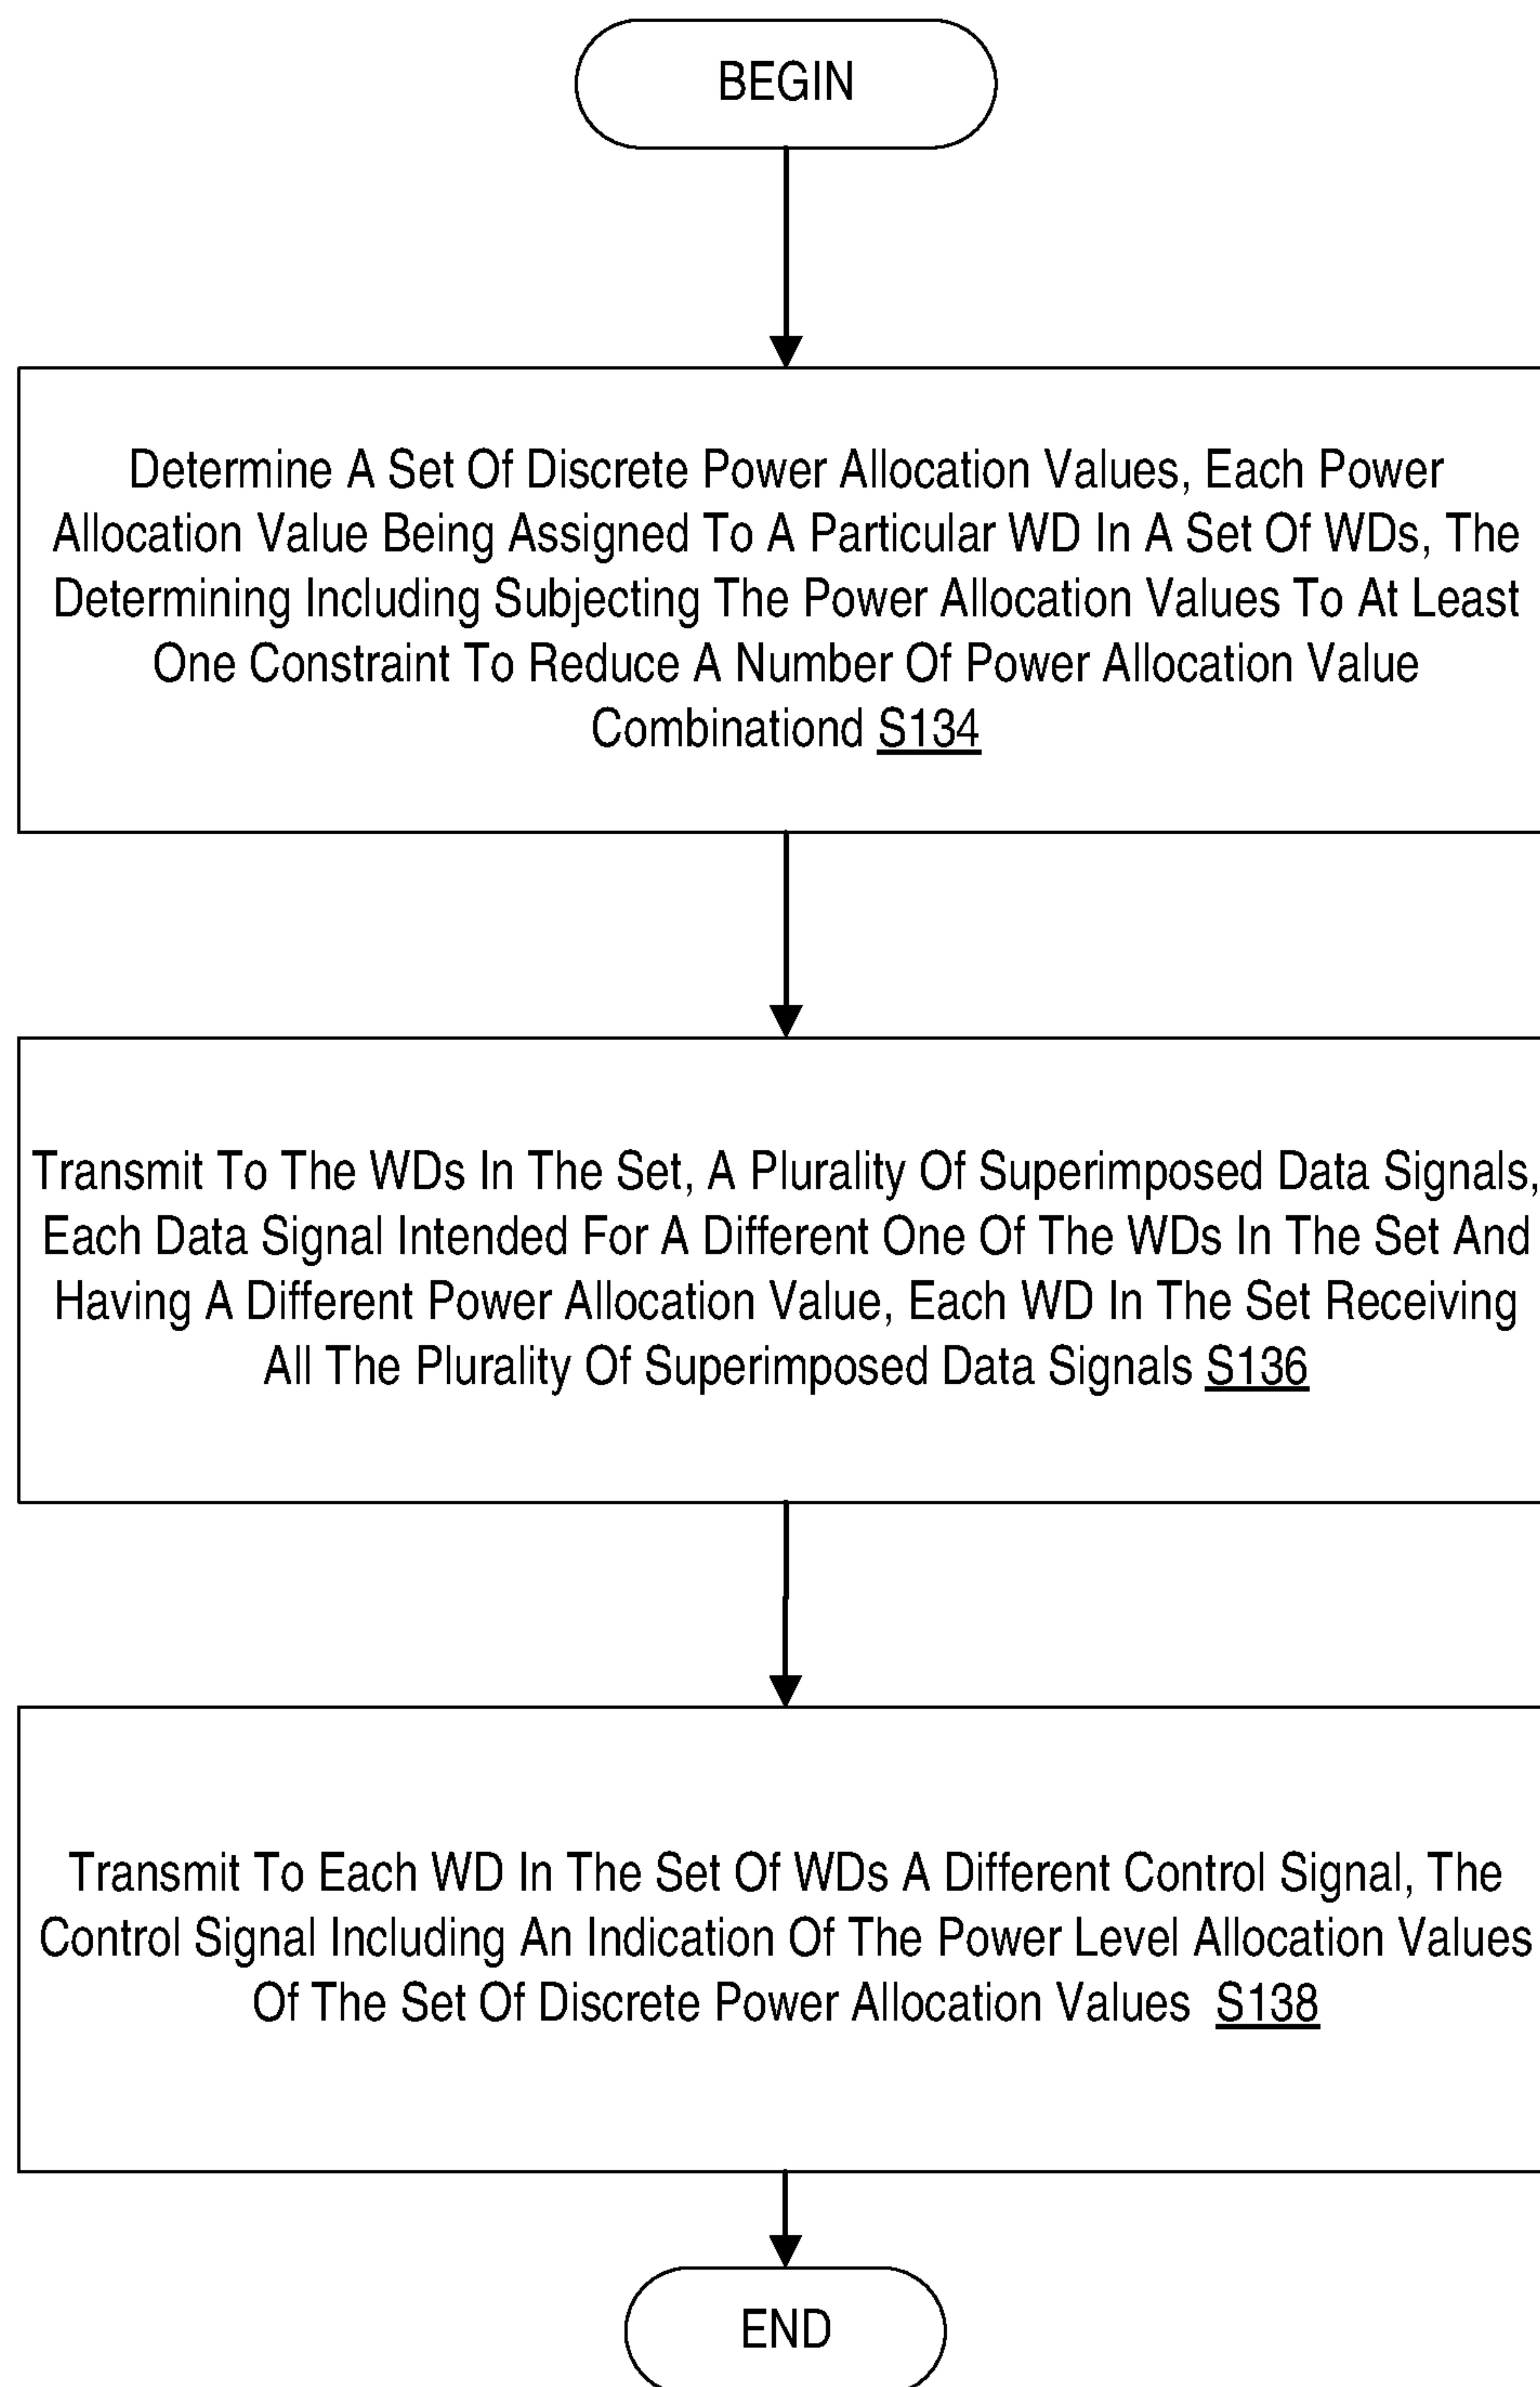 BEGIN
Determine A Set Of Discrete Power Allocation Values, Each Power
Allocation Value Being Assigned To A Particular WD In A Set Of WDs, The
Determining Including Subjecting The Power Allocation Values To At Least
One Constraint To Reduce A Number Of Power Allocation Value
Combinationd S134
Transmit To The WDs In The Set, A Plurality Of Superimposed Data Signals,
Each Data Signal Intended For A Different One Of The WDs In The Set And
Having A Different Power Allocation Value, Each WD In The Set Receiving
All The Plurality Of Superimposed Data Signals S136
Transmit To Each WD In The Set Of WDs A Different Control Signal, The
Control Signal Including An Indication Of The Power Level Allocation Values
Of The Set Of Discrete Power Allocation Values S138
END